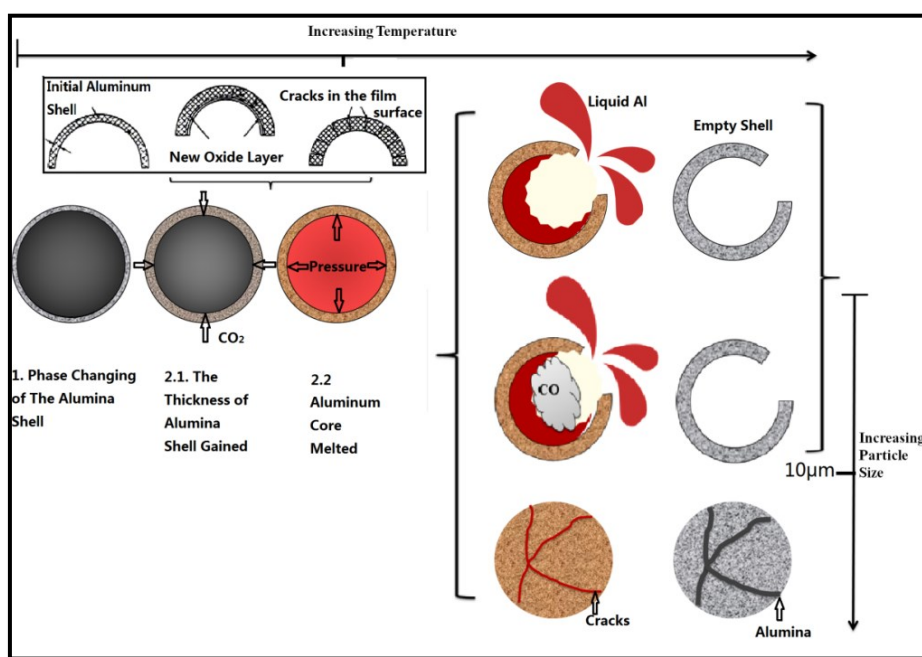 Increasing Temperature
Initial Aluminum
Shell
Cracks in the film
surface
New Oxide Layer
Liquid Al
Empty Shell
Pressure
CO₂
CO
1. Phase Changing
of The Alumina
Shell
2.1. The
Thickness of
Alumina
Shell Gained
2.2
Aluminum
Core
Melted
Increasing
Particle
Size
10μm
Cracks
Alumina